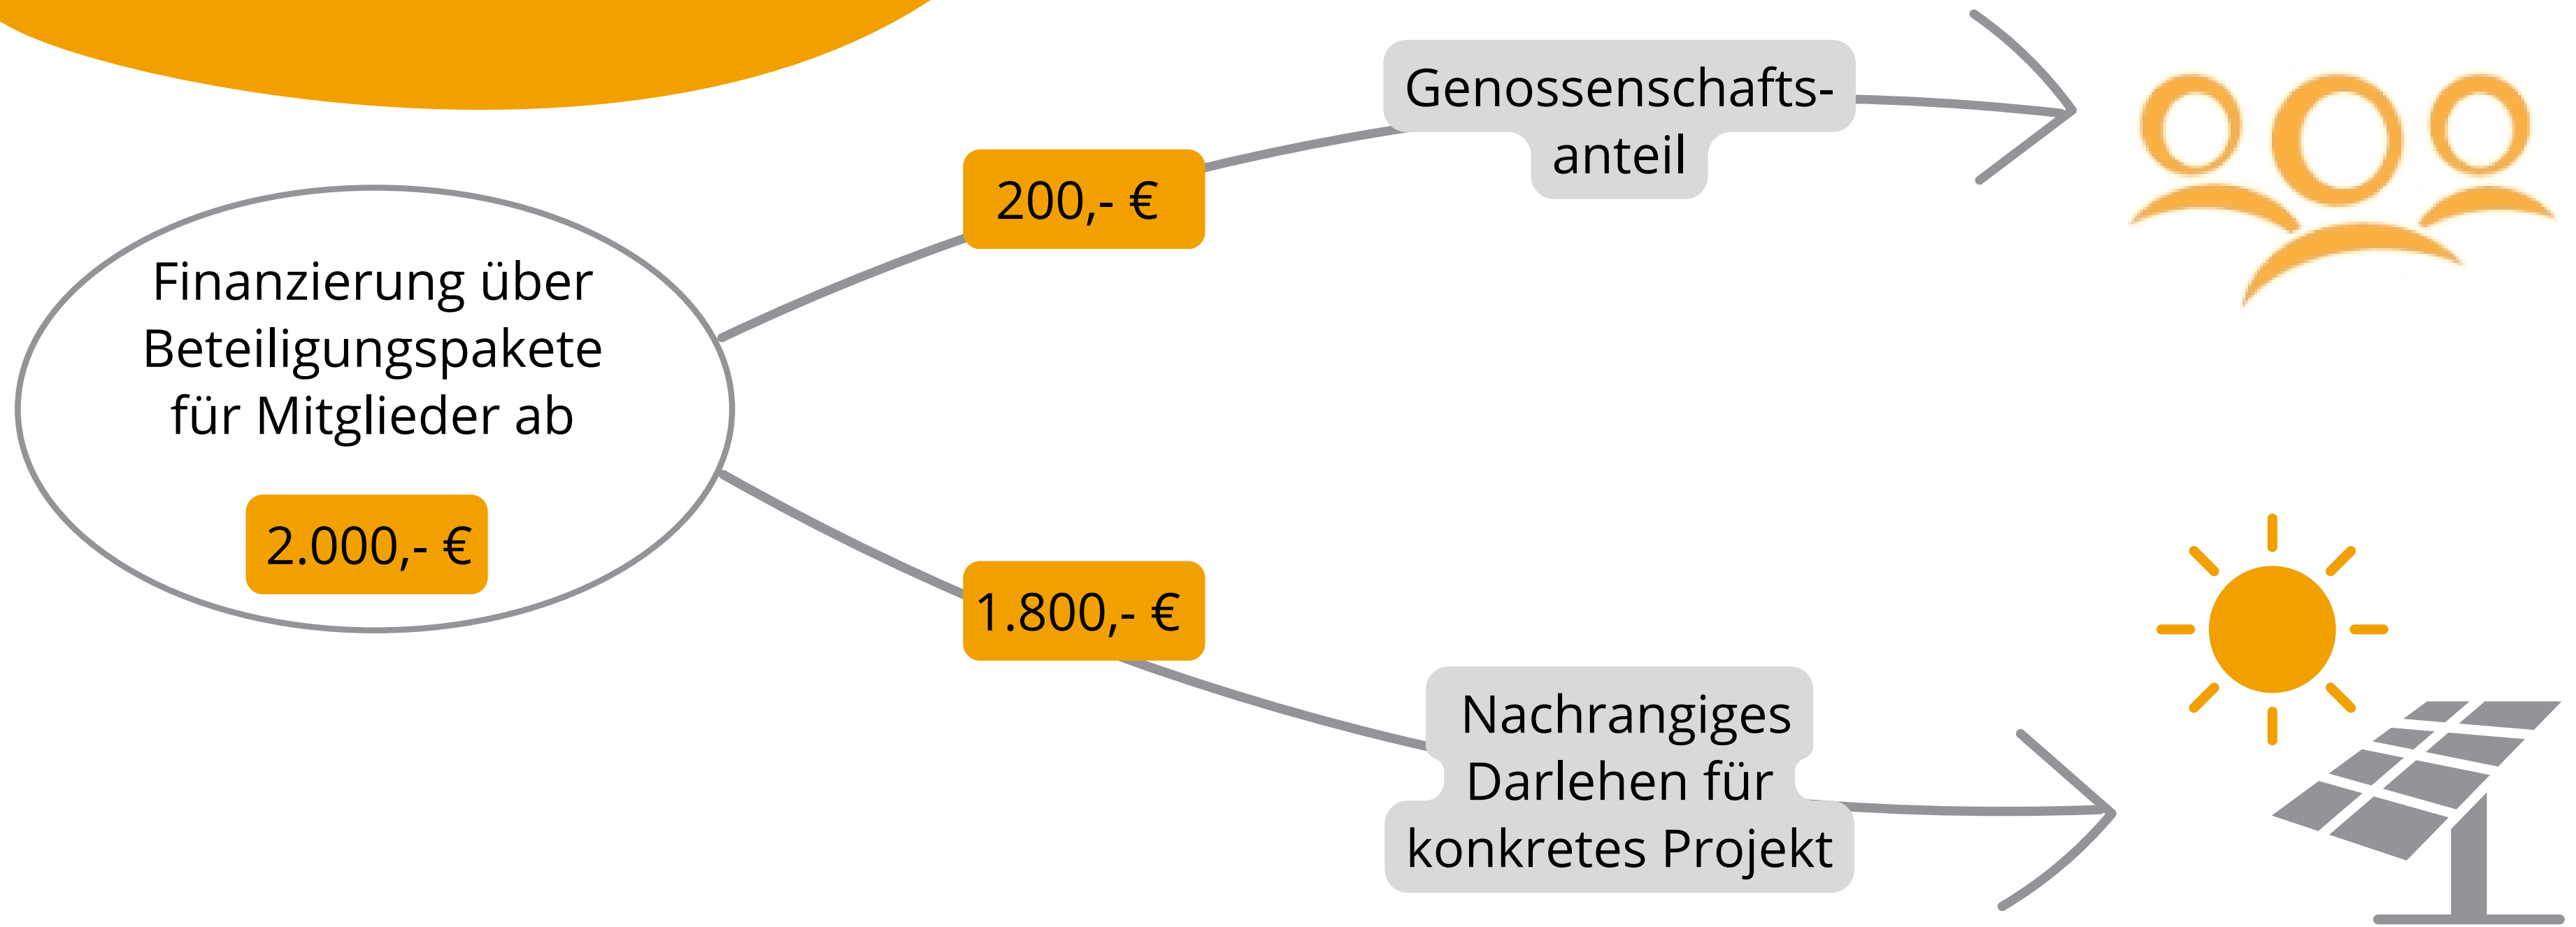 Finanzierung über
Beteiligungspakete
für Mitglieder ab
2.000,- €
200,- €
Genossenschafts-
anteil
1.800,- €
Nachrangiges
Darlehen für
konkretes Projekt